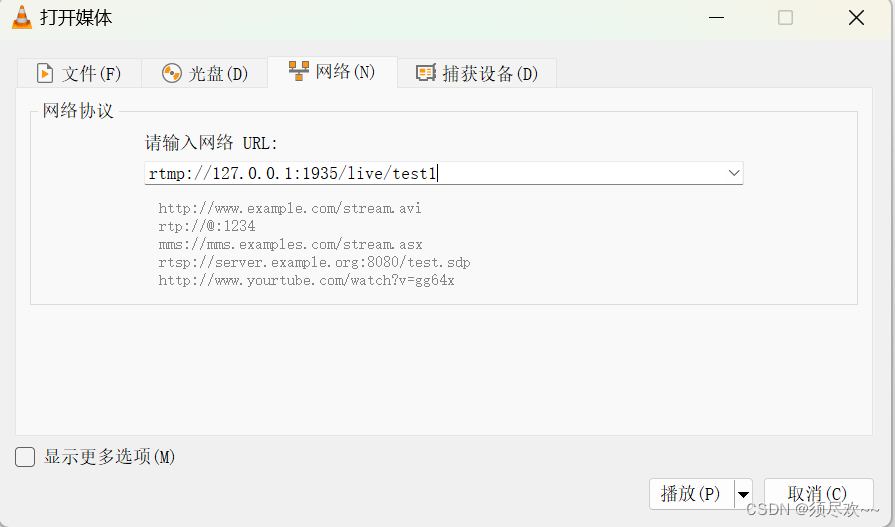 打开媒体
文件(F) 光盘(D) 网络(N) 捕获设备(D)
网络协议
请输入网络 URL:
rtmp://127.0.0.1:1935/live/test1
http://www.example.com/stream.avi
rtp://@:1234
mms://mms.examples.com/stream.asx
rtsp://server.example.org:8080/test.sdp
http://www.yourtube.com/watch?v=gg64x
显示更多选项(M)
播放(P) 取消(C)
CSDN @须尽欢~~